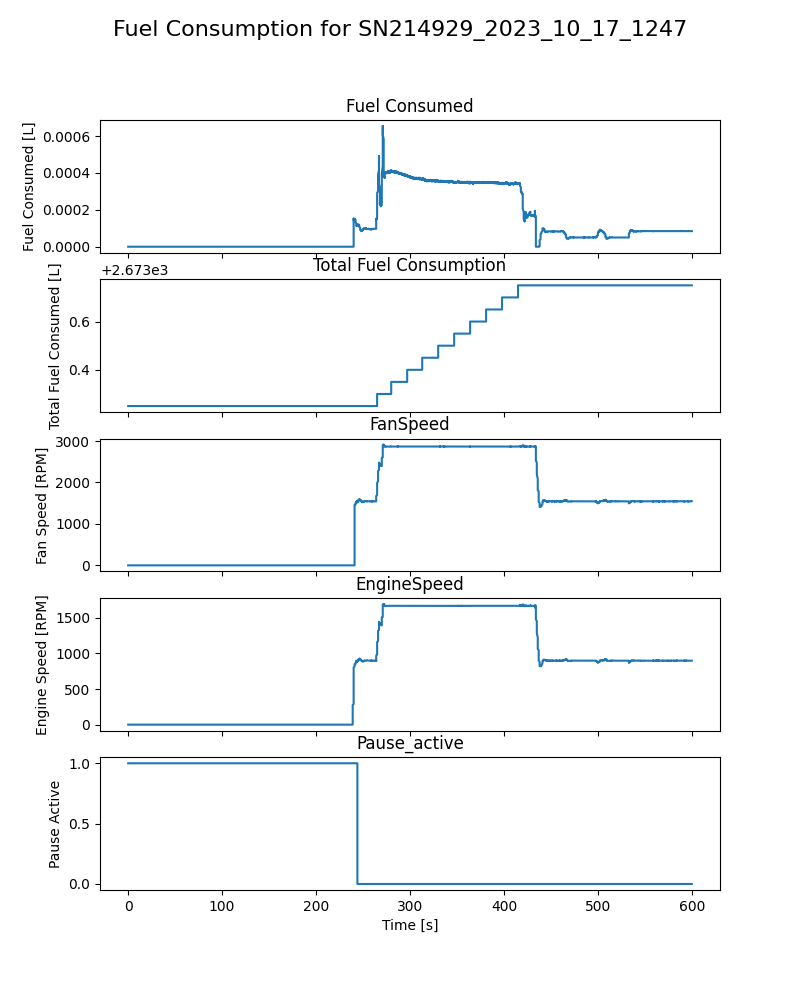 Fuel Consumption for SN214929_2023_10_17_1247
Fuel Consumed
Fuel Consumed [L]
0.0006
0.0004
0.0002
0.0000
Total Fuel Consumption
+2.673e3
Total Fuel Consumed [L]
0.6
0.4
FanSpeed
Fan Speed [RPM]
3000
2000
1000
0
EngineSpeed
Engine Speed [RPM]
1500
1000
500
0
Pause_active
Pause Active
1.0
0.5
0.0
0 100 200 300 400 500 600
Time [s]